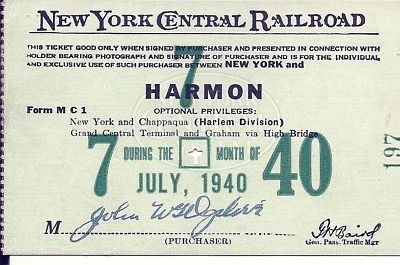 NEW YORK CENTRAL RAILROAD
THIS TICKET GOOD ONLY WHEN SIGNED BY PURCHASER AND PRESENTED IN CONNECTION WITH
HOLDER BEARING PHOTOGRAPH AND SIGNATURE OF PURCHASER AND IS FOR THE INDIVIDUAL
AND EXCLUSIVE USE OF SUCH PURCHASER BETWEEN NEW YORK and
7
HARMON
Form M C 1
OPTIONAL PRIVILEGES:
New York and Chappaqua (Harlem Division)
Grand Central Terminal and Graham via High Bridge
7 DURING THE MONTH OF 40
JULY, 1940
197
M John
(PURCHASER)
Gen. Pass. Traffic Mgr